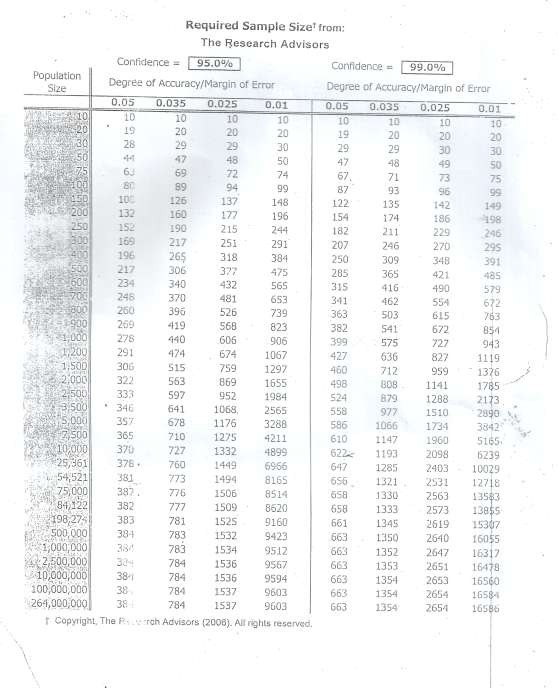 Required Sample Size† from:
The Research Advisors
Confidence = 95.0% Confidence = 99.0%
Population Size Degree of Accuracy/Margin of Error Degree of Accuracy/Margin of Error
0.05 0.035 0.025 0.01 0.05 0.035 0.025 0.01
10 10 10 10 10 10 10 10 10
20 19 20 20 20 19 20 20 20
30 28 29 29 30 29 29 30 30
50 44 47 48 50 47 48 49 50
75 69 72 74 67 71 73 75
100 80 89 94 99 87 93 96 99
150 126 137 148 122 135 142 149
200 132 160 177 196 154 174 186 198
250 152 190 215 244 182 211 229 246
300 169 217 251 291 207 246 270 295
400 196 265 318 384 250 309 348 391
500 217 306 377 475 285 365 421 485
600 234 340 432 565 315 416 490 579
700 248 370 481 653 341 462 554 672
800 260 396 526 739 363 503 615 763
900 269 419 568 823 382 541 672 854
1,000 278 440 606 906 399 575 727 943
1,200 291 474 674 1067 427 636 827 1119
1,500 306 515 759 1297 460 712 959 1376
2,000 322 563 869 1655 498 808 1141 1785
2,500 333 597 952 1984 524 879 1288 2173
3,500 346 641 1068 2565 558 977 1510 2890
5,000 357 678 1176 3288 586 1066 1734 3842
7,500 365 710 1275 4211 610 1147 1960 5165
10,000 370 727 1332 4899 622 1193 2098 6239
25,361 378 760 1449 6966 647 1285 2403 10029
54,521 381 773 1494 8165 656 1321 2531 12718
75,000 382 776 1506 8514 658 1330 2563 13583
84,122 382 777 1509 8620 658 1333 2573 13855
198,274 383 781 1525 9160 661 1345 2619 15307
500,000 384 783 1532 9423 663 1350 2640 16055
1,000,000 384 783 1534 9512 663 1352 2647 16317
2,500,000 384 784 1536 9567 663 1353 2651 16478
10,000,000 384 784 1536 9594 663 1354 2653 16560
100,000,000 784 1537 9603 663 1354 2654 16584
264,000,000 784 1537 9603 663 1354 2654 16586
† Copyright, The Research Advisors (2006). All rights reserved.